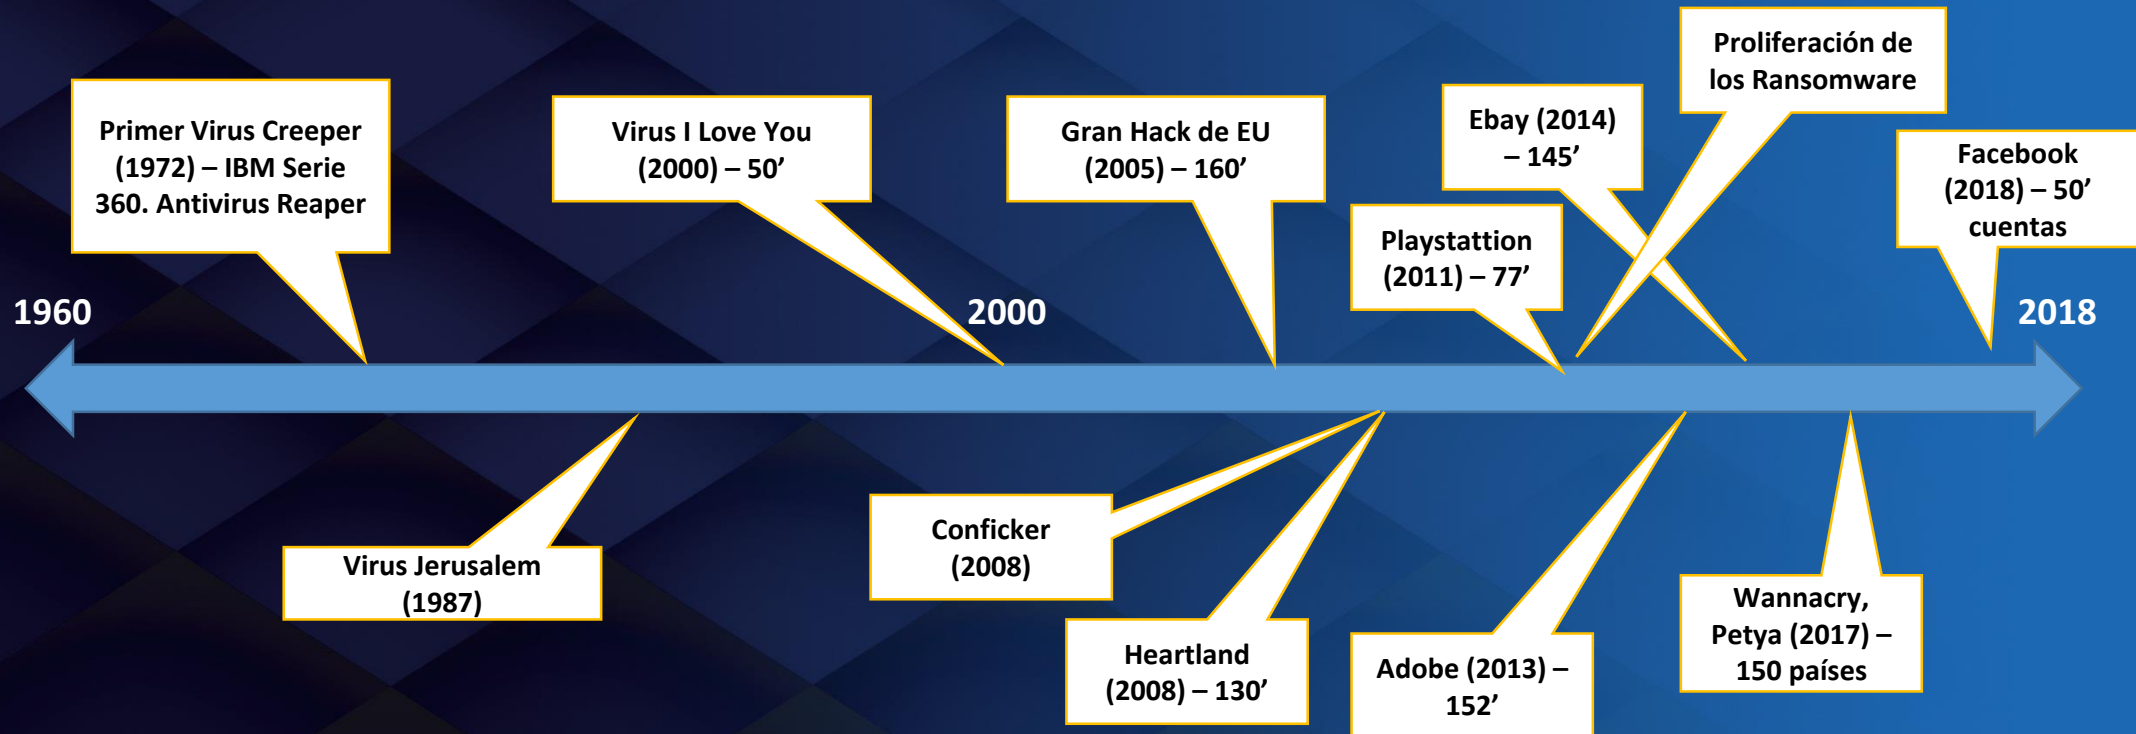 Primer Virus Creeper
(1972) – IBM Serie
360. Antivirus Reaper
Virus I Love You
(2000) – 50’
Gran Hack de EU
(2005) – 160’
Ebay (2014)
– 145’
Proliferación de
los Ransomware
Playstattion
(2011) – 77’
Facebook
(2018) – 50’
cuentas
1960
2000
2018
Virus Jerusalem
(1987)
Conficker
(2008)
Heartland
(2008) – 130’
Adobe (2013) –
152’
Wannacry,
Petya (2017) –
150 países